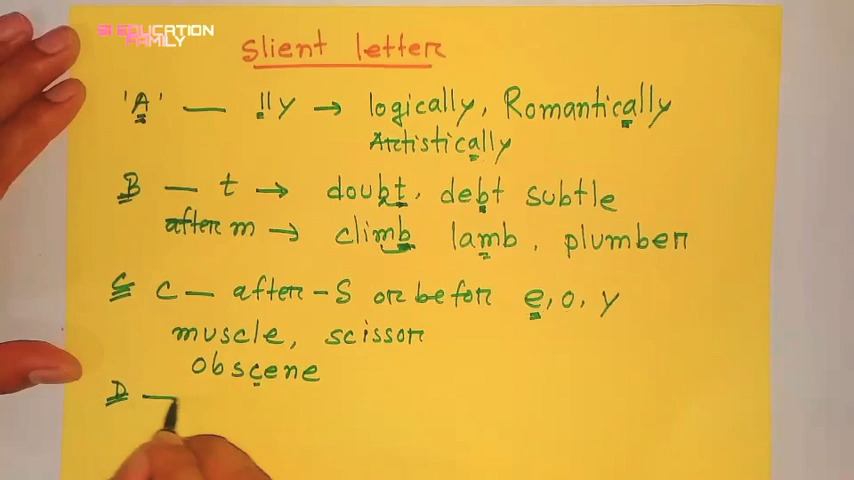 SI EDUCATION
FAMILY
Slient letter
'A' — lly → logically, Romantically
Artistically
B — t → doubt, debt subtle
after m → climb lamb, plumber
C C — after - S or befor e, o, y
muscle, scissor
obscene
D —